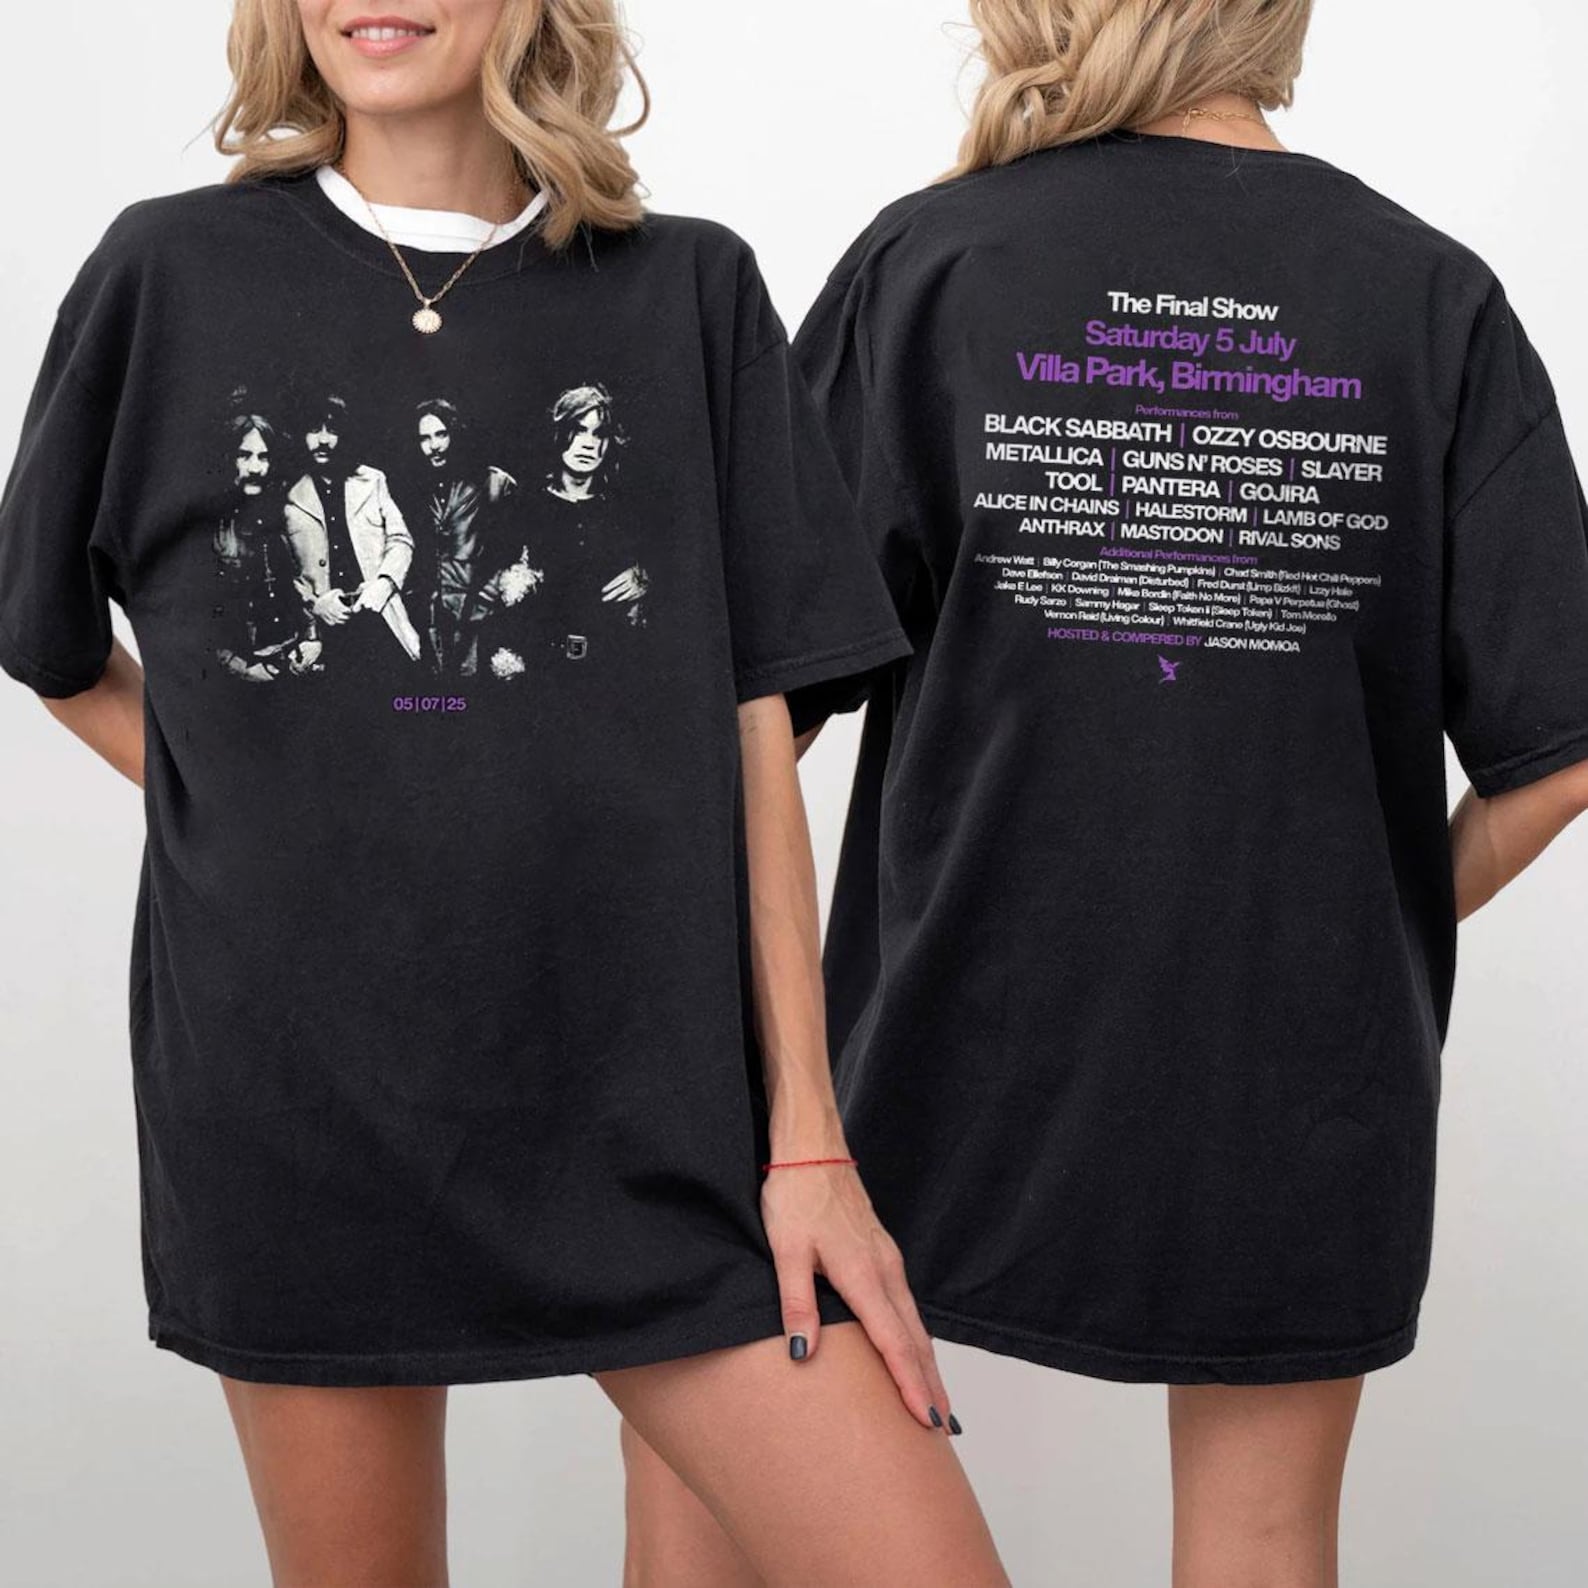 05|07|25
The Final Show
Saturday 5 July
Villa Park, Birmingham
Performances from
BLACK SABBATH | OZZY OSBOURNE
METALLICA | GUNS N' ROSES | SLAYER
TOOL | PANTERA | GOJIRA
ALICE IN CHAINS | HALESTORM | LAMB OF GOD
ANTHRAX | MASTODON | RIVAL SONS
Additional Performances from
Andrew Watt | Billy Corgan (The Smashing Pumpkins) | Chad Smith (Red Hot Chili Peppers)
Dave Ellefson | David Draiman (Disturbed) | Fred Durst (Limp Bizkit) | Lzzy Hale
Jake E Lee | KK Downing | Mike Bordin (Faith No More) | Papa V Perpetua (Ghost)
Rudy Sarzo | Sammy Hagar | Sleep Token ii (Sleep Token) | Tom Morello
Vernon Reid (Living Colour) | Whitfield Crane (Ugly Kid Joe)
HOSTED & COMPERED BY JASON MOMOA